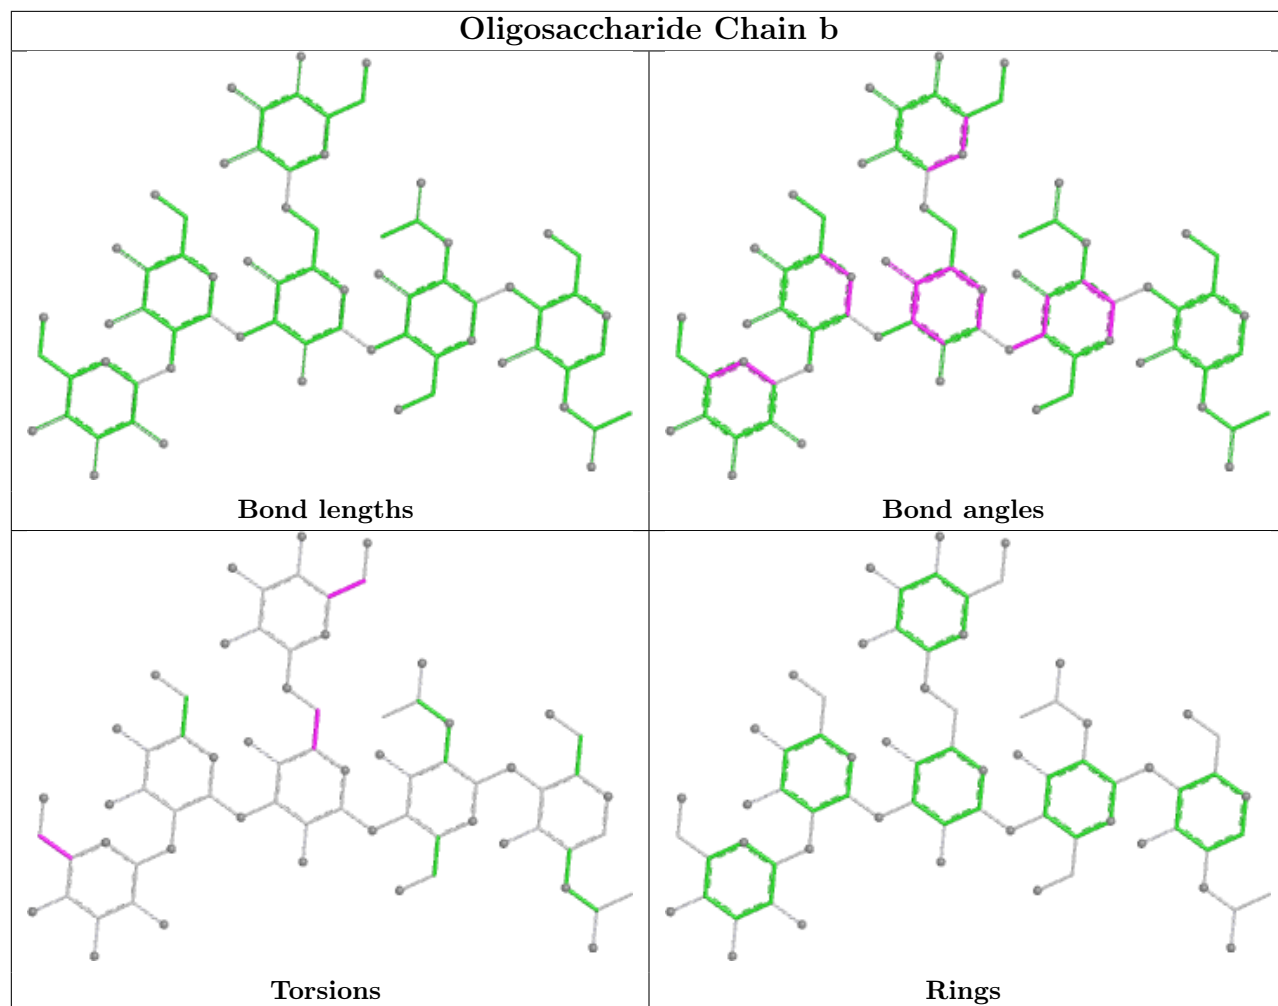 Oligosaccharide Chain b
Bond lengths
Bond angles
Torsions
Rings